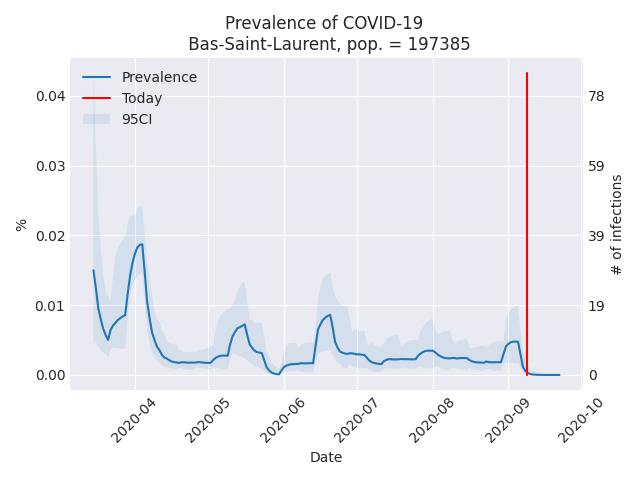 Prevalence of COVID-19
Bas-Saint-Laurent, pop. = 197385
Prevalence
Today
95CI
0.04
0.03
0.02
0.01
0.00
%
78
59
39
19
0
# of infections
2020-04
2020-05
2020-06
2020-07
2020-08
2020-09
2020-10
Date